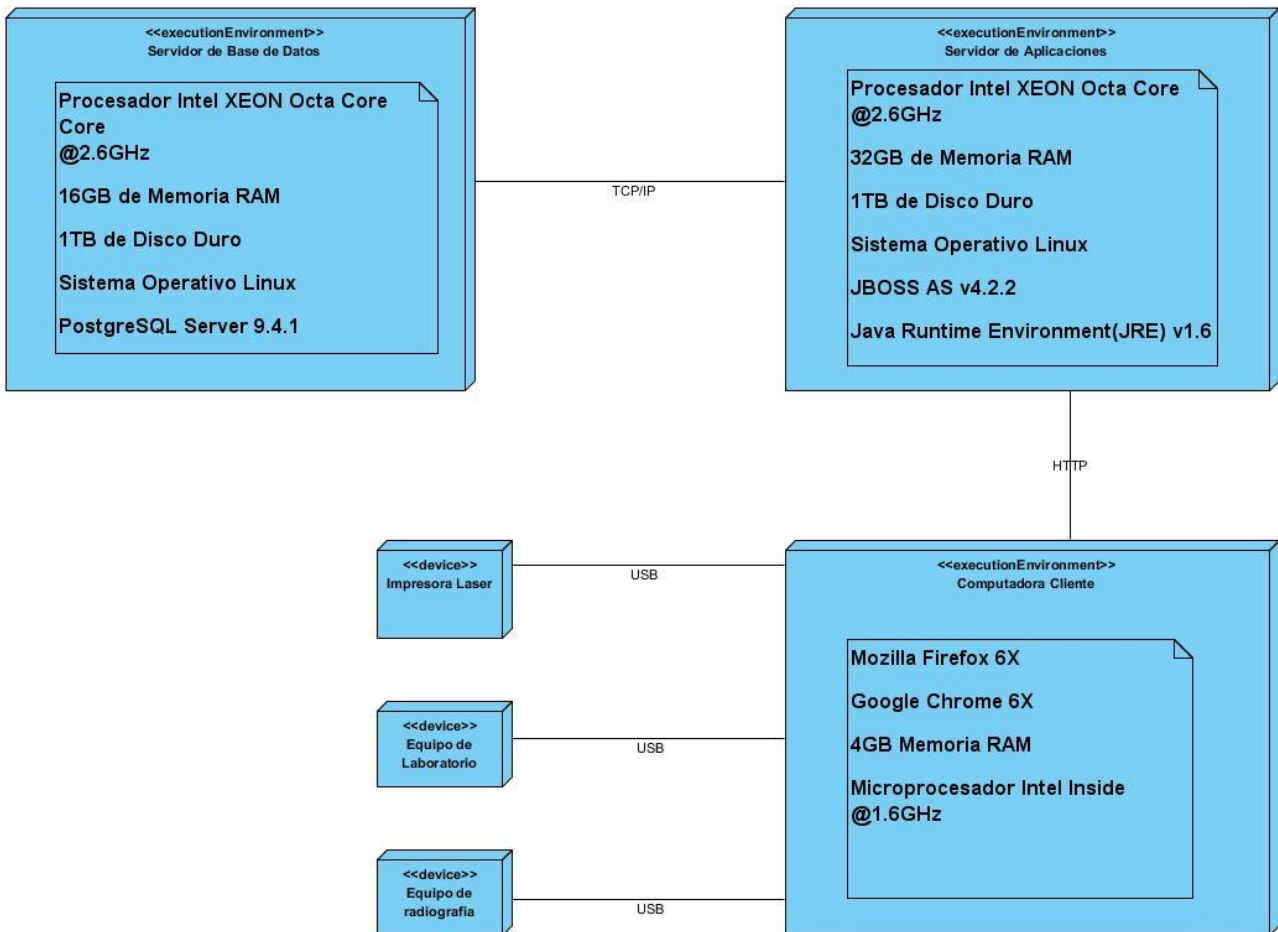 <<executionEnvironment>>
Servidor de Base de Datos
Procesador Intel XEON Octa Core
Core
@2.6GHz
16GB de Memoria RAM
1TB de Disco Duro
Sistema Operativo Linux
PostgreSQL Server 9.4.1
TCP/IP
<<executionEnvironment>>
Servidor de Aplicaciones
Procesador Intel XEON Octa Core
@2.6GHz
32GB de Memoria RAM
1TB de Disco Duro
Sistema Operativo Linux
JBOSS AS v4.2.2
Java Runtime Environment(JRE) v1.6
HTTP
<<device>>
Impresora Laser
USB
<<device>>
Equipo de
Laboratorio
USB
<<device>>
Equipo de
radiografia
USB
<<executionEnvironment>>
Computadora Cliente
Mozilla Firefox 6X
Google Chrome 6X
4GB Memoria RAM
Microprocesador Intel Inside
@1.6GHz